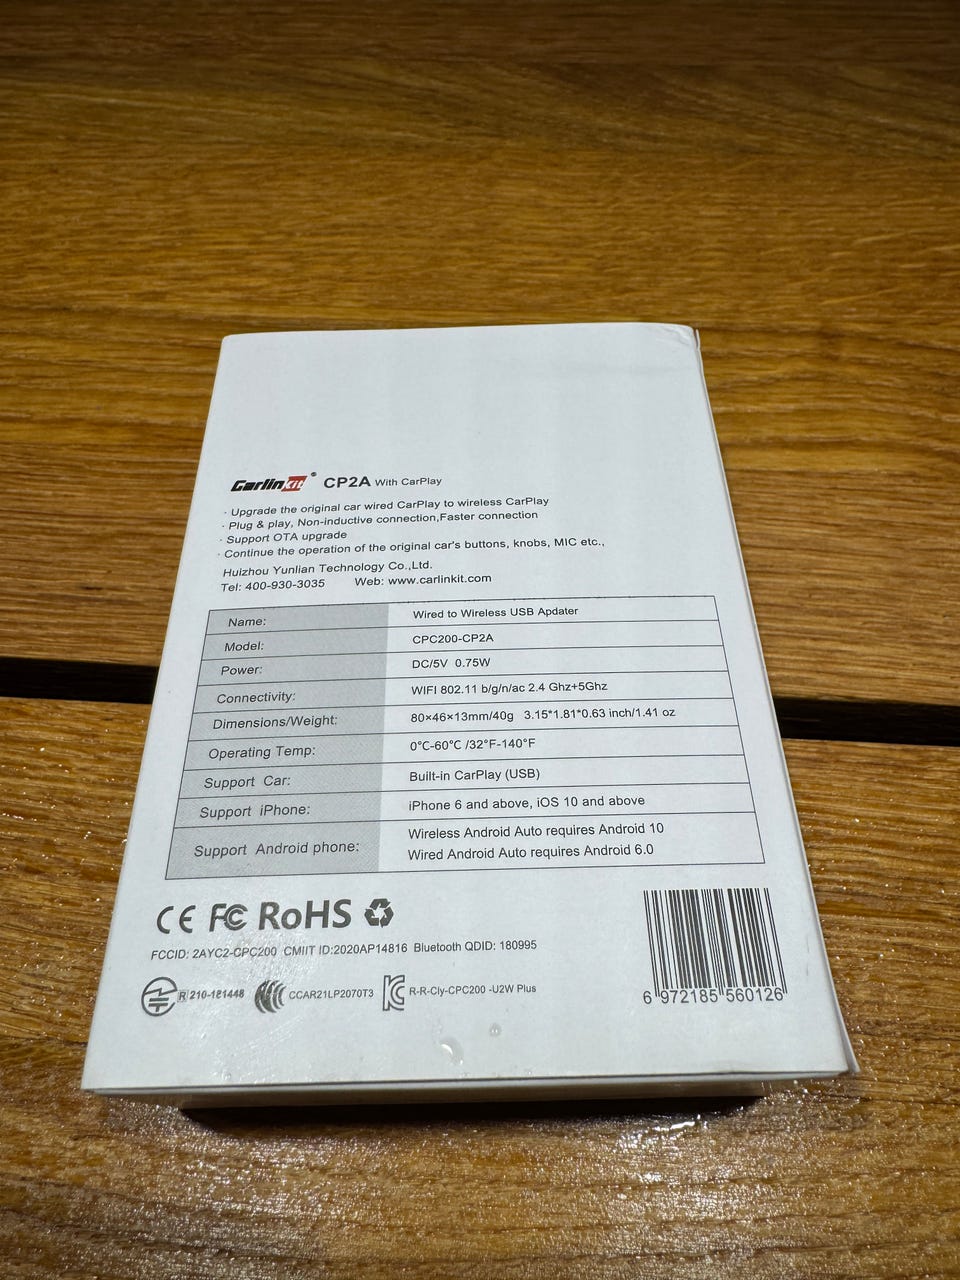 Carlinkit® CP2A With CarPlay
· Upgrade the original car wired CarPlay to wireless CarPlay
· Plug & play, Non-inductive connection,Faster connection
· Support OTA upgrade
· Continue the operation of the original car's buttons, knobs, MIC etc.,
Huizhou Yunlian Technology Co.,Ltd.
Tel: 400-930-3035 Web: www.carlinkit.com
Name: Wired to Wireless USB Apdater
Model: CPC200-CP2A
Power: DC/5V 0.75W
Connectivity: WIFI 802.11 b/g/n/ac 2.4 Ghz+5Ghz
Dimensions/Weight: 80×46×13mm/40g 3.15*1.81*0.63 inch/1.41 oz
Operating Temp: 0°C-60°C /32°F-140°F
Support Car: Built-in CarPlay (USB)
Support iPhone: iPhone 6 and above, iOS 10 and above
Support Android phone: Wireless Android Auto requires Android 10
Wired Android Auto requires Android 6.0
CE FC RoHS
FCCID: 2AYC2-CPC200 CMIIT ID:2020AP14816 Bluetooth QDID: 180995
R 210-181448 CCAR21LP2070T3 R-R-Cly-CPC200 -U2W Plus
6 972185 560126